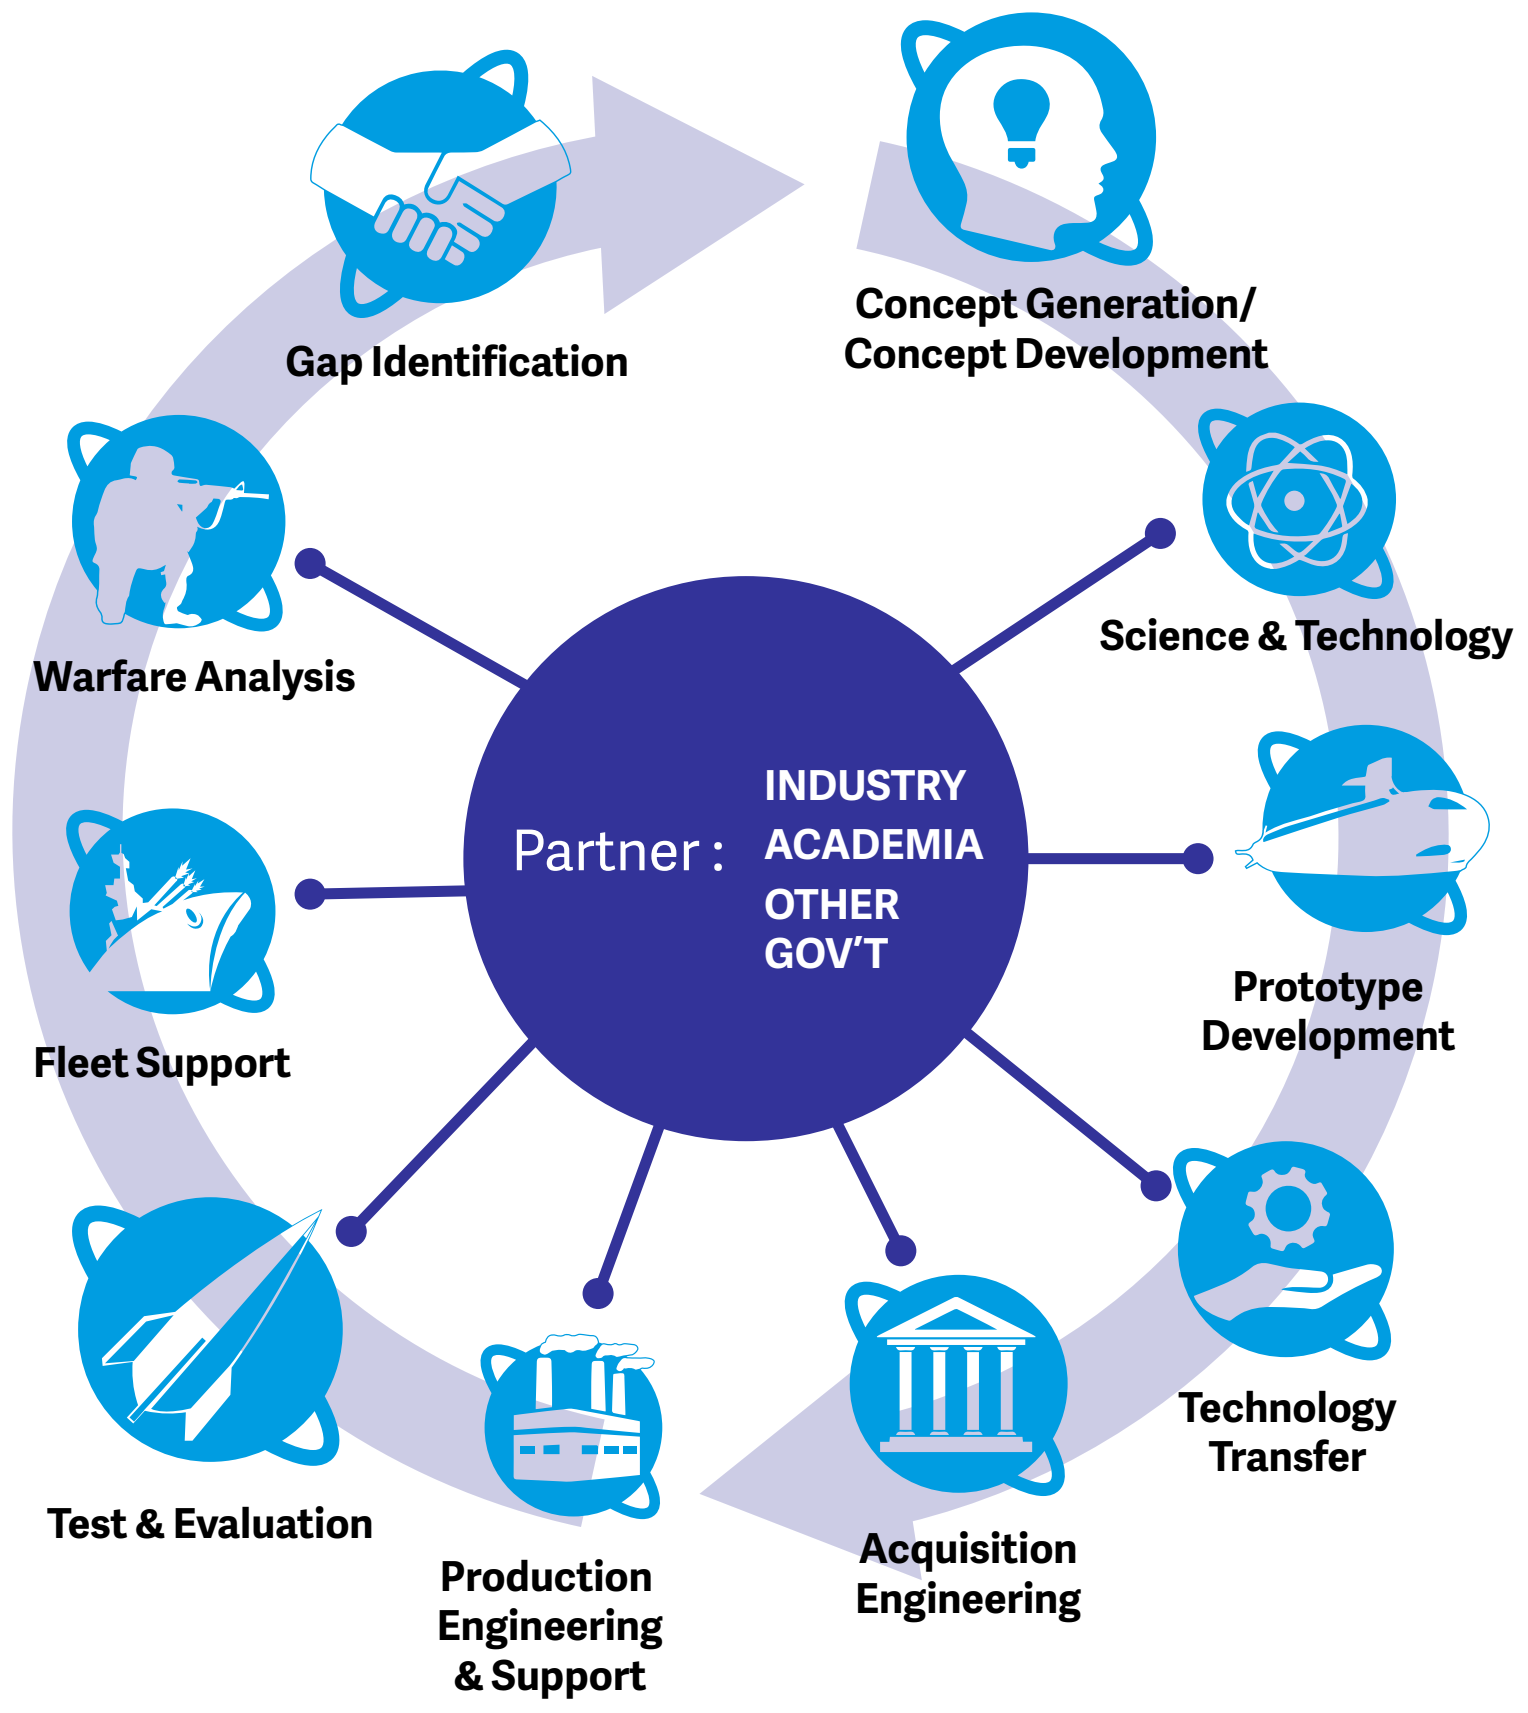 Gap Identification
Concept Generation/
Concept Development
Science & Technology
Prototype
Development
Technology
Transfer
Acquisition
Engineering
Production
Engineering
& Support
Test & Evaluation
Fleet Support
Warfare Analysis
Partner :
INDUSTRY
ACADEMIA
OTHER
GOV’T